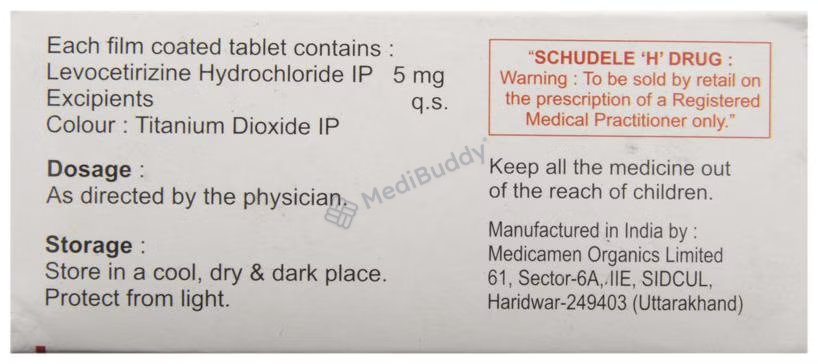 Each film coated tablet contains :
Levocetirizine Hydrochloride IP 5 mg
Excipients q.s.
Colour : Titanium Dioxide IP
Dosage :
As directed by the physician.
Storage :
Store in a cool, dry & dark place.
Protect from light.
"SCHUDELE 'H' DRUG :
Warning : To be sold by retail on
the prescription of a Registered
Medical Practitioner only."
Keep all the medicine out
of the reach of children.
Manufactured in India by :
Medicamen Organics Limited
61, Sector-6A, IIE, SIDCUL,
Haridwar-249403 (Uttarakhand)
MediBuddy